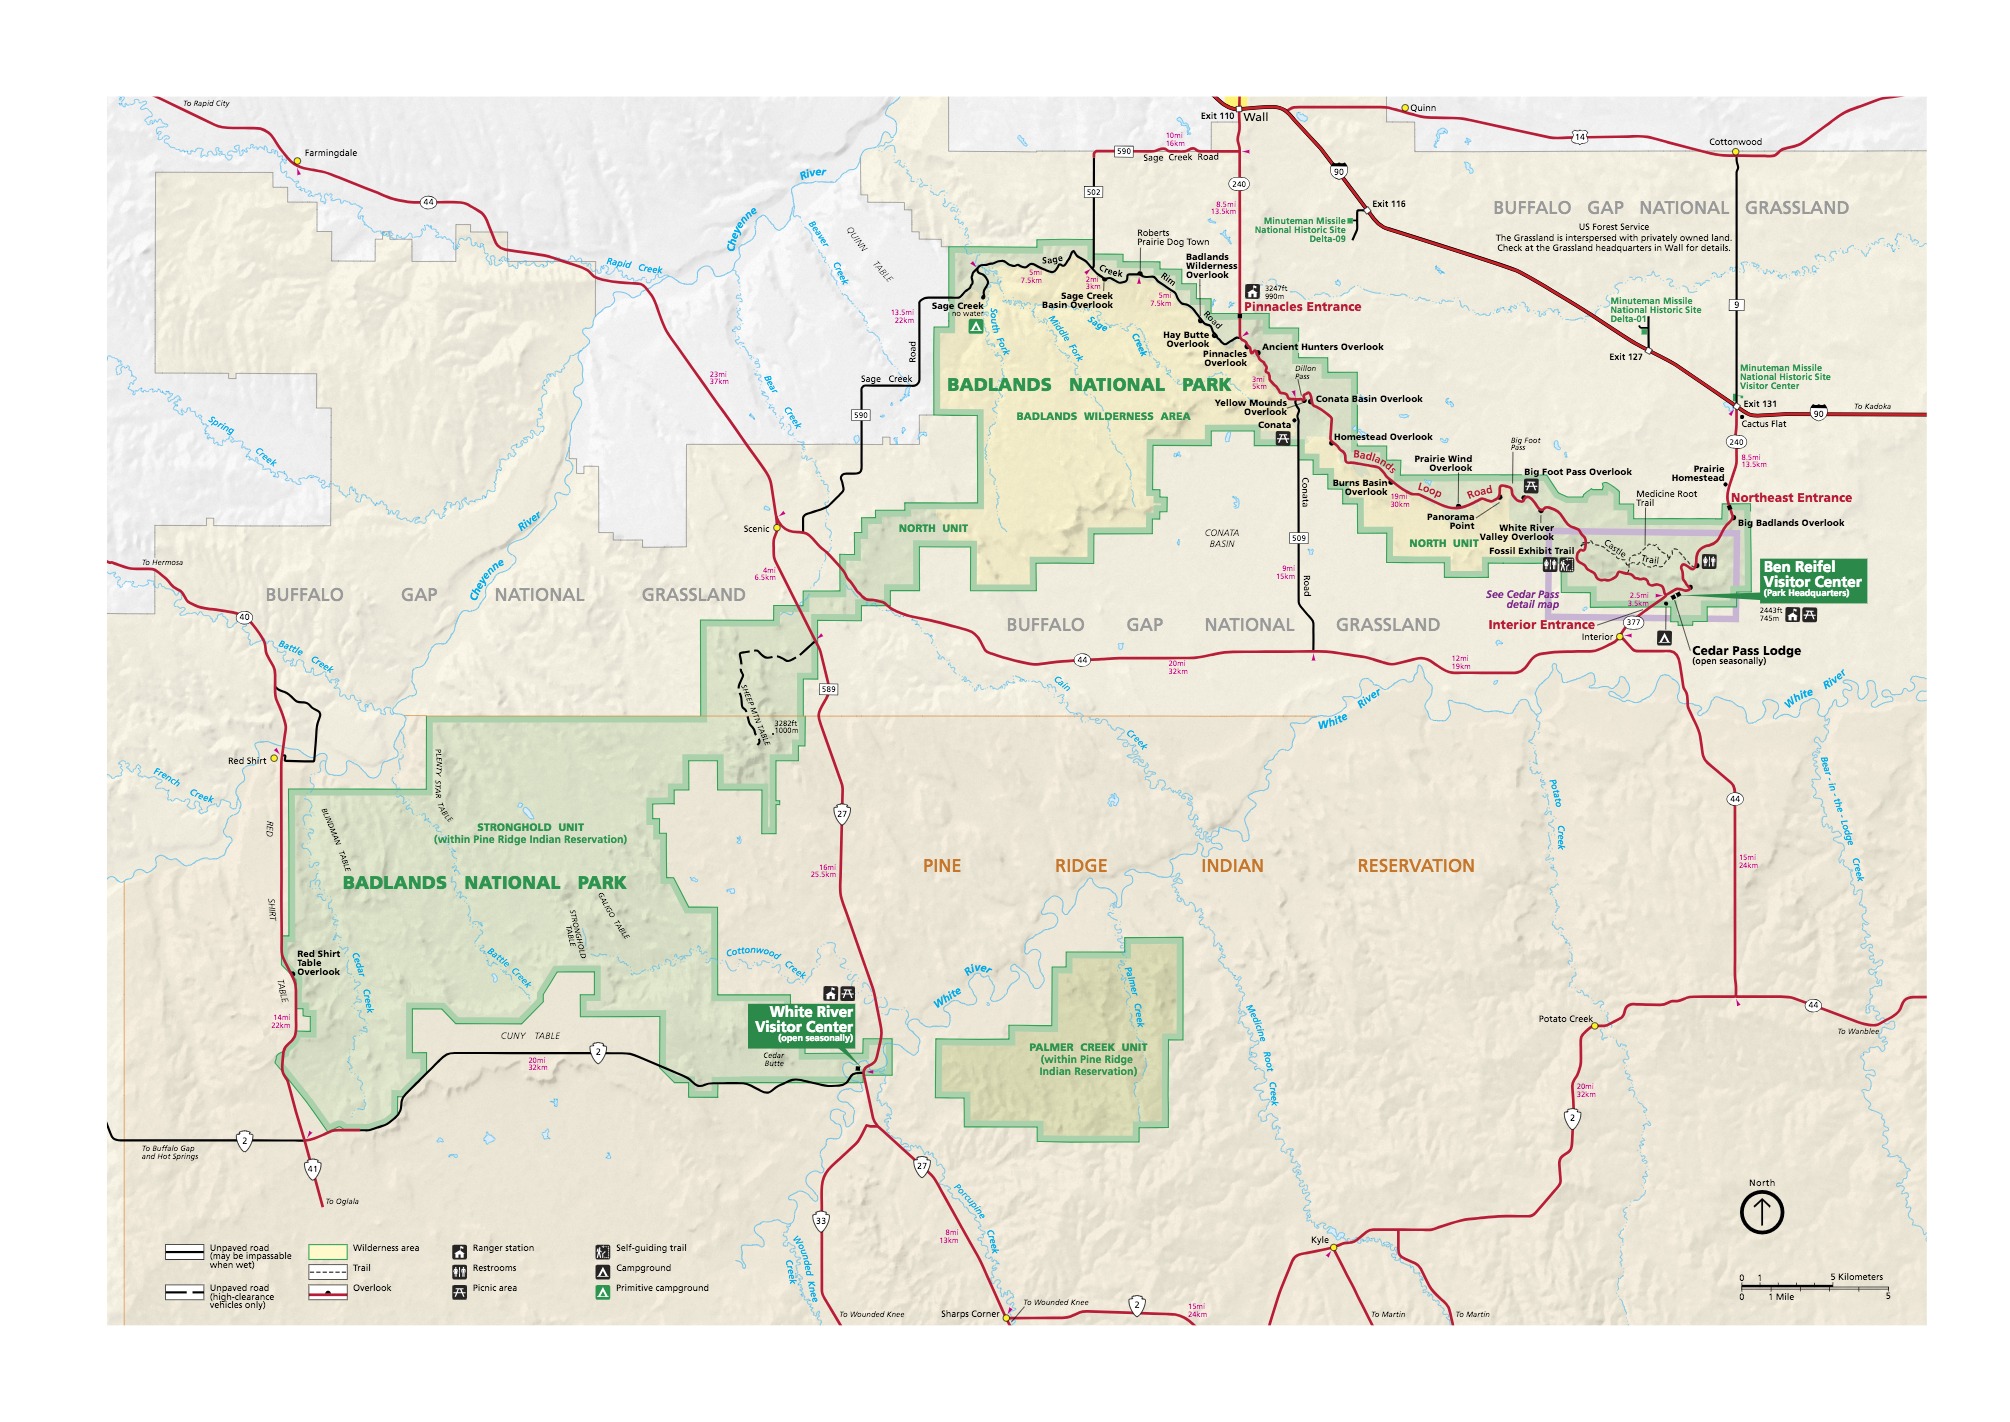 To Rapid City
Farmingdale
44
Rapid Creek
Cheyenne
River
Beaver
Creek
QUINN TABLE
Exit 110
Wall
Quinn
14
Cottonwood
10mi
16km
590
Sage Creek Road
502
240
90
8.5mi
13.5km
Exit 116
Minuteman Missile
National Historic Site
Delta-09
BUFFALO GAP NATIONAL GRASSLAND
US Forest Service
The Grassland is interspersed with privately owned land.
Check at the Grassland headquarters in Wall for details.
Roberts
Prairie Dog Town
Badlands
Wilderness
Overlook
Sage Creek Rim Road
5mi
7.5km
2mi
3km
5mi
7.5km
Sage Creek
Basin Overlook
Sage Creek
no water
3247ft
990m
Pinnacles Entrance
13.5mi
22km
South Fork
Middle Fork
Sage
Creek
Hay Butte
Overlook
Pinnacles
Overlook
Ancient Hunters Overlook
Minuteman Missile
National Historic Site
Delta-01
Exit 127
9
Sage Creek
Road
590
23mi
37km
Bear
Creek
BADLANDS NATIONAL PARK
BADLANDS WILDERNESS AREA
3mi
5km
Dillon
Pass
Yellow Mounds
Overlook
Conata Basin Overlook
Conata
Homestead Overlook
Minuteman Missile
National Historic Site
Visitor Center
Exit 131
Cactus Flat
90
To Kadoka
240
8.5mi
13.5km
Badlands
Loop
Road
Prairie Wind
Overlook
Big Foot
Pass
Big Foot Pass Overlook
Burns Basin
Overlook
19mi
30km
Panorama
Point
Medicine Root
Trail
Prairie
Homestead
Northeast Entrance
Big Badlands Overlook
White River
Valley Overlook
Fossil Exhibit Trail
Castle
Trail
Spring
Creek
River
Cheyenne
Scenic
NORTH UNIT
CONATA
BASIN
Conata
509
Road
9mi
15km
NORTH UNIT
Ben Reifel
Visitor Center
(Park Headquarters)
2443ft
745m
See Cedar Pass
detail map
2.5mi
3.5km
Interior Entrance
377
Interior
Cedar Pass Lodge
(open seasonally)
To Hermosa
40
4mi
6.5km
BUFFALO GAP NATIONAL GRASSLAND
BUFFALO GAP NATIONAL GRASSLAND
Battle Creek
44
20mi
32km
12mi
19km
589
SHEEP MTN TABLE
3282ft
1000m
Cain
Creek
White River
White River
Red Shirt
French Creek
PLENTY STAR TABLE
BLINDMAN TABLE
RED
SHIRT
TABLE
STRONGHOLD UNIT
(within Pine Ridge Indian Reservation)
BADLANDS NATIONAL PARK
27
16mi
25.5km
PINE RIDGE INDIAN RESERVATION
Potato
Creek
Bear-in-the-Lodge
Creek
44
15mi
24km
GALIGO TABLE
STRONGHOLD
TABLE
Battle Creek
Cottonwood Creek
Red Shirt
Table
Overlook
Cedar
Creek
14mi
22km
White River
Visitor Center
(open seasonally)
Cedar
Butte
White River
Palmer Creek
PALMER CREEK UNIT
(within Pine Ridge
Indian Reservation)
Medicine Root Creek
CUNY TABLE
20mi
32km
2
Potato Creek
44
To Wanblee
20mi
32km
2
To Buffalo Gap
and Hot Springs
2
41
To Oglala
27
33
Porcupine
Creek
8mi
13km
Wounded Knee
Creek
To Wounded Knee
Sharps Corner
To Wounded Knee
2
15mi
24km
Kyle
To Martin
To Martin
North
0 1 5 Kilometers
0 1 Mile 5
Unpaved road
(may be impassable
when wet)
Unpaved road
(high-clearance
vehicles only)
Wilderness area
Trail
Overlook
Ranger station
Restrooms
Picnic area
Self-guiding trail
Campground
Primitive campground